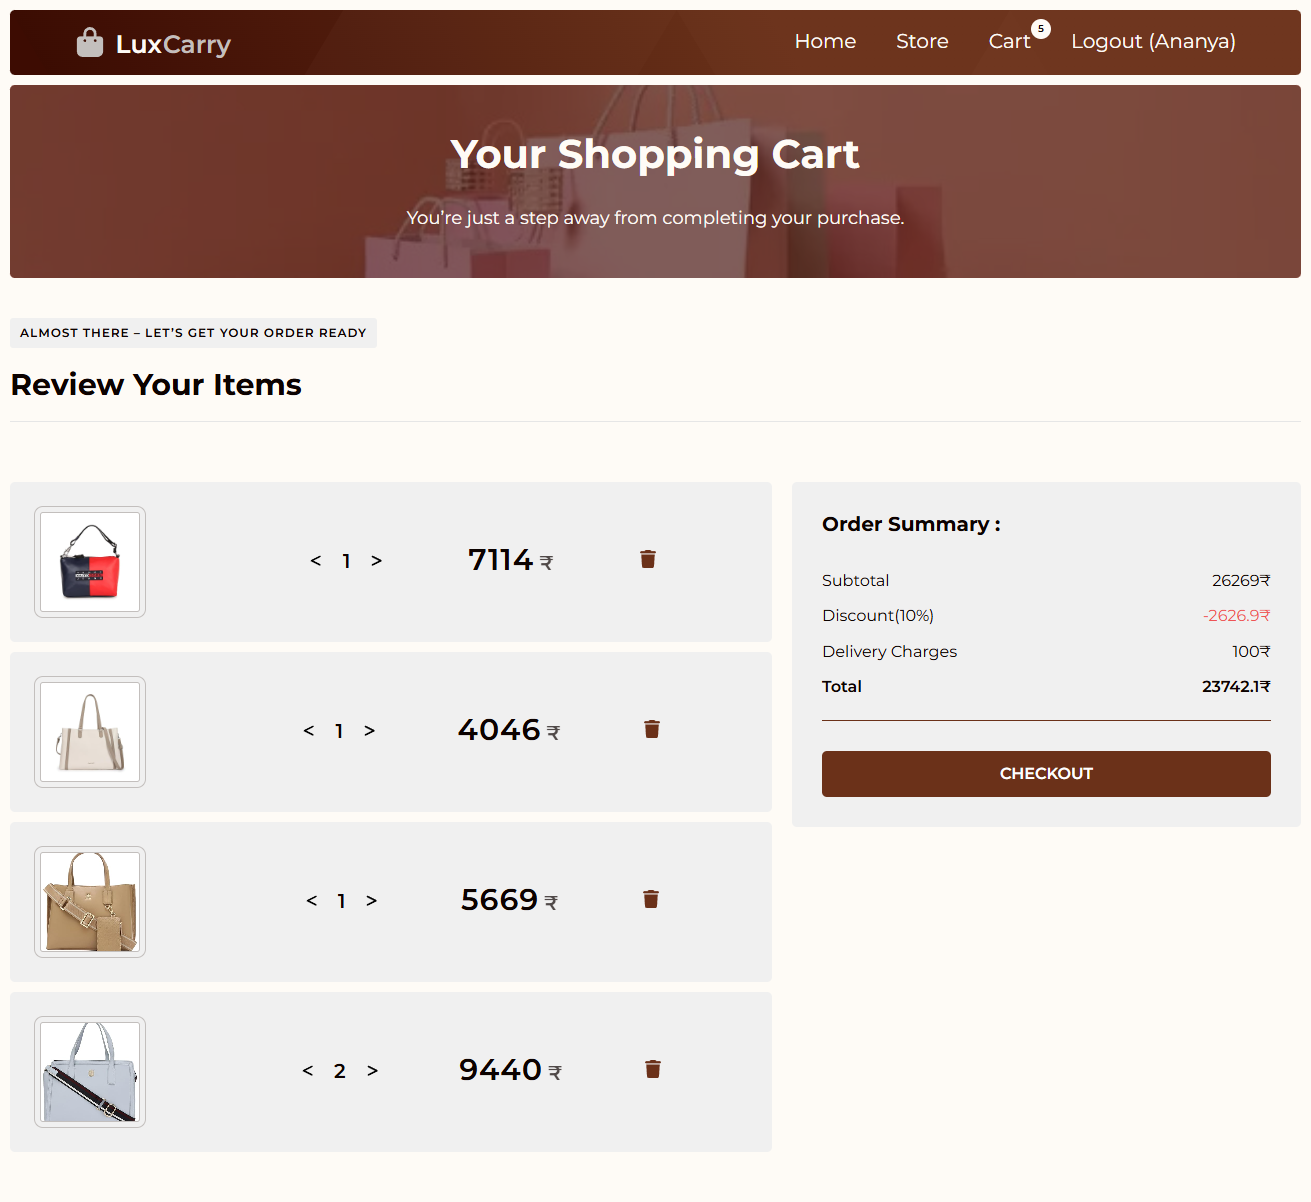 LuxCarry
Home Store Cart 5 Logout (Ananya)
Your Shopping Cart
You’re just a step away from completing your purchase.
ALMOST THERE – LET’S GET YOUR ORDER READY
Review Your Items
< 1 > 7114 ₹
< 1 > 4046 ₹
< 1 > 5669 ₹
< 2 > 9440 ₹
Order Summary :
Subtotal 26269₹
Discount(10%) -2626.9₹
Delivery Charges 100₹
Total 23742.1₹
CHECKOUT